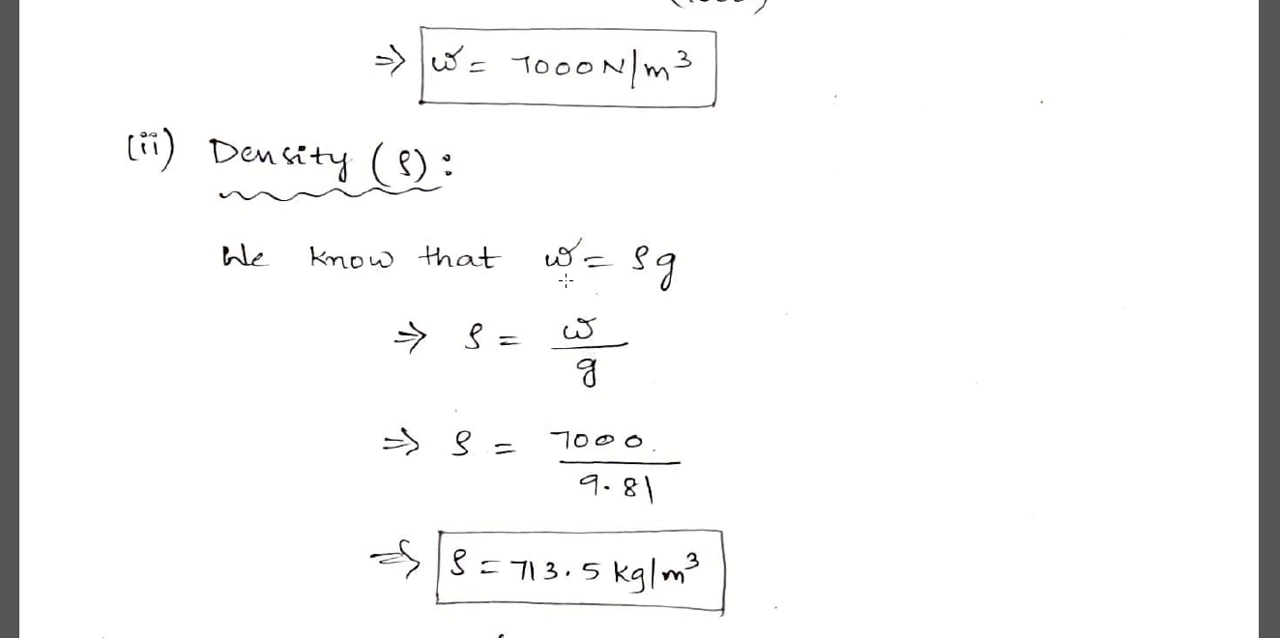 ⇒ w = 7000 N/m³
(ii) Density (ρ):
We know that w = ρg
⇒ ρ = w/g
⇒ ρ = 7000/9.81
⇒ ρ = 713.5 kg/m³